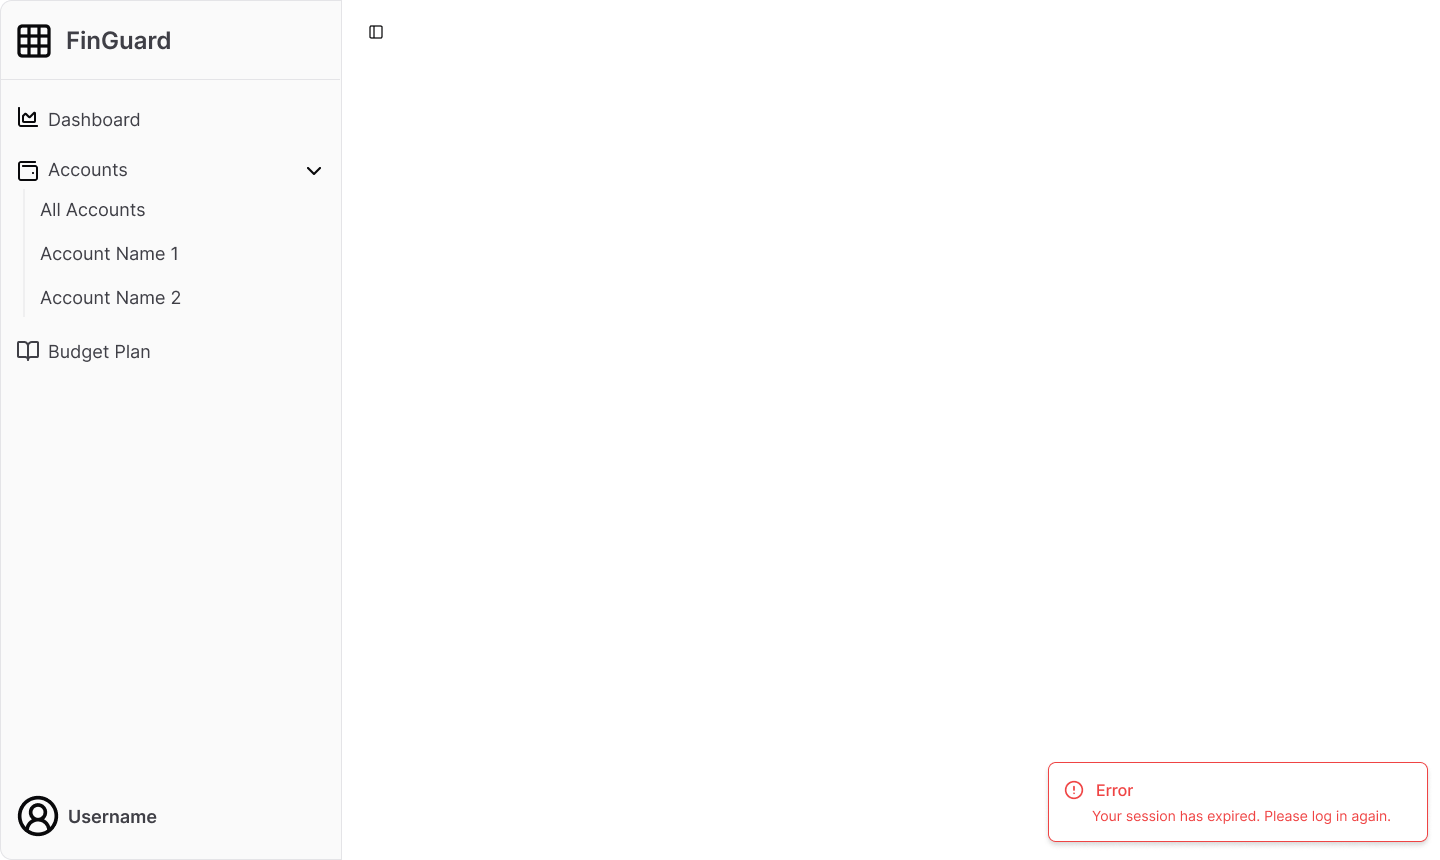 FinGuard
Dashboard
Accounts
All Accounts
Account Name 1
Account Name 2
Budget Plan
Username
Error
Your session has expired. Please log in again.